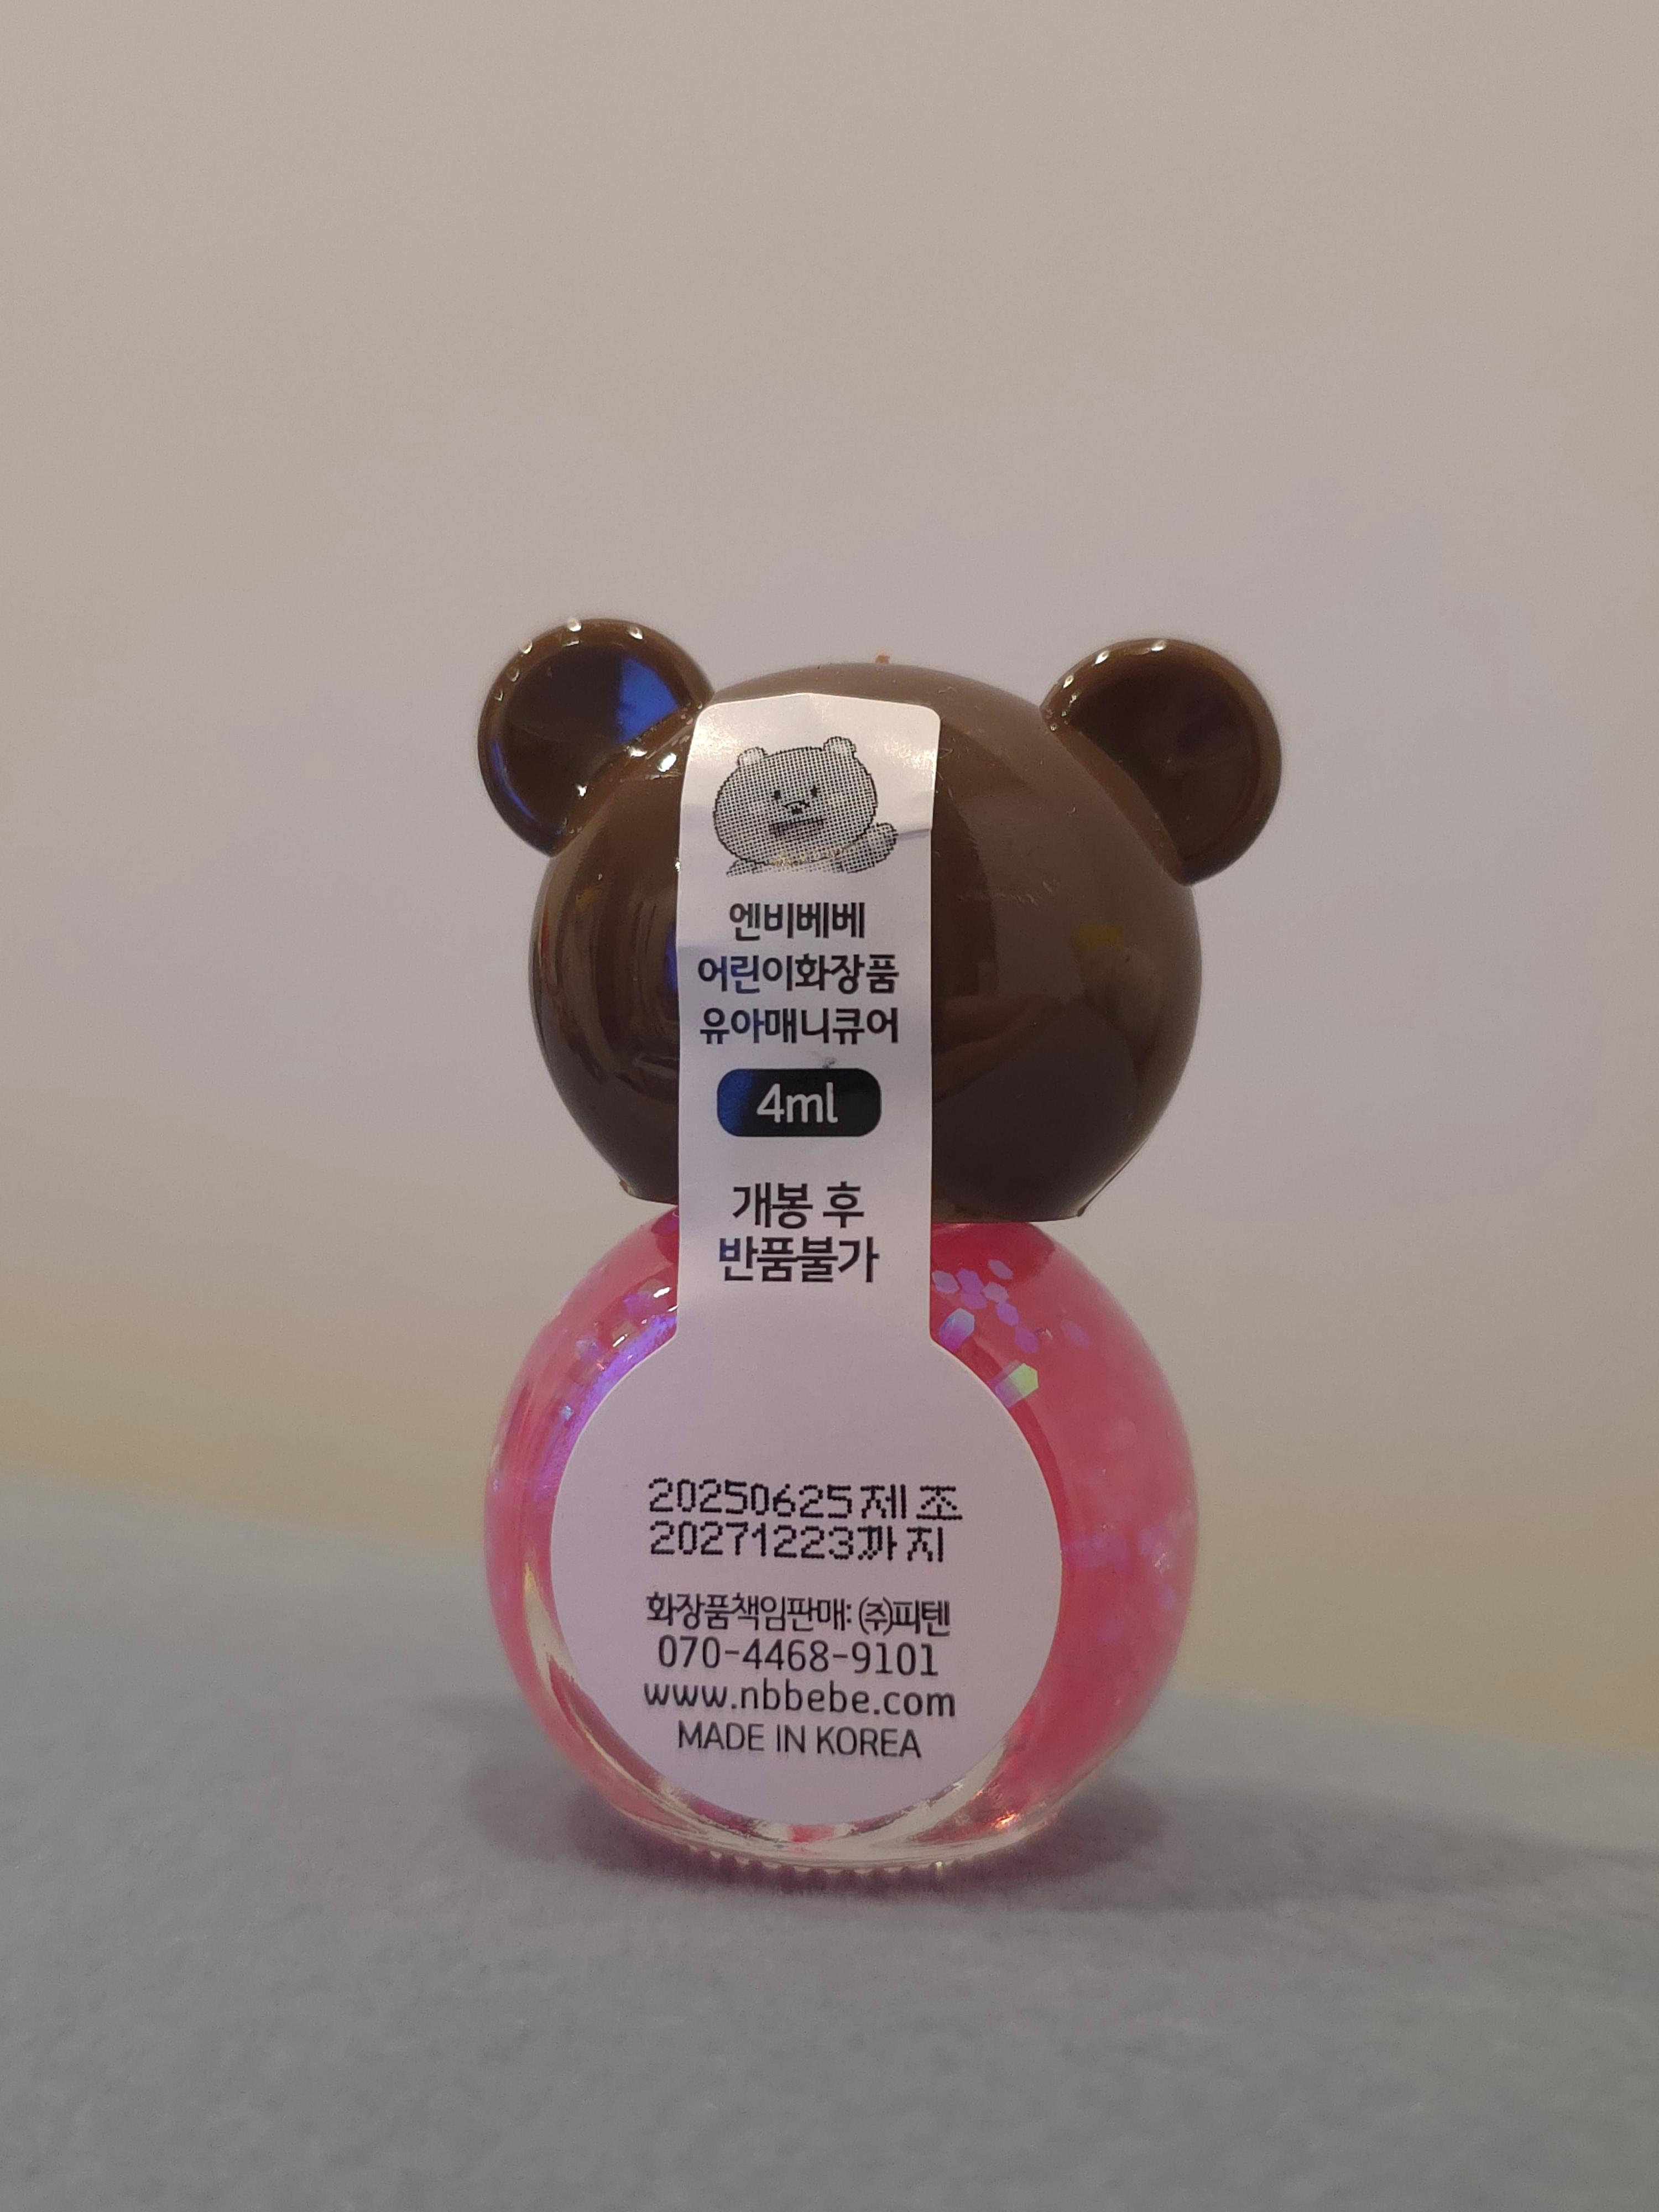 엔비베베
어린이화장품
유아매니큐어
4ml
개봉 후
반품불가
20250625제조
20271223까지
화장품책임판매: ㈜피텐
070-4468-9101
www.nbbebe.com
MADE IN KOREA